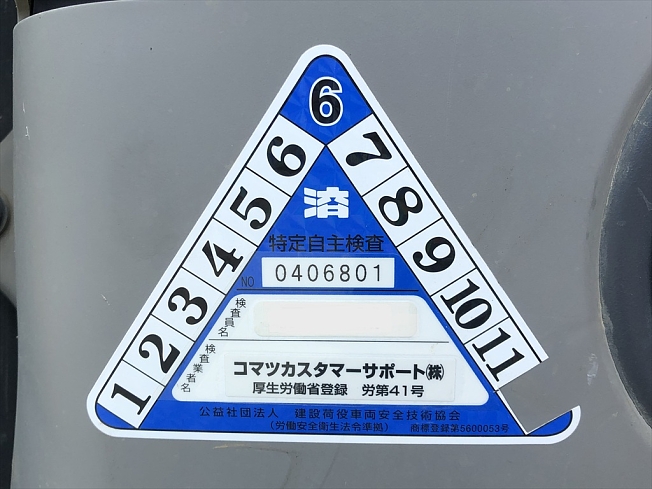 6
1 2 3 4 5 6
7 8 9 10 11
済
特定自主検査
NO 0406801
検査員名
検査業者名
コマツカスタマーサポート㈱
厚生労働省登録 労第41号
公益社団法人 建設荷役車両安全技術協会
(労働安全衛生法令準拠) 商標登録第5600053号